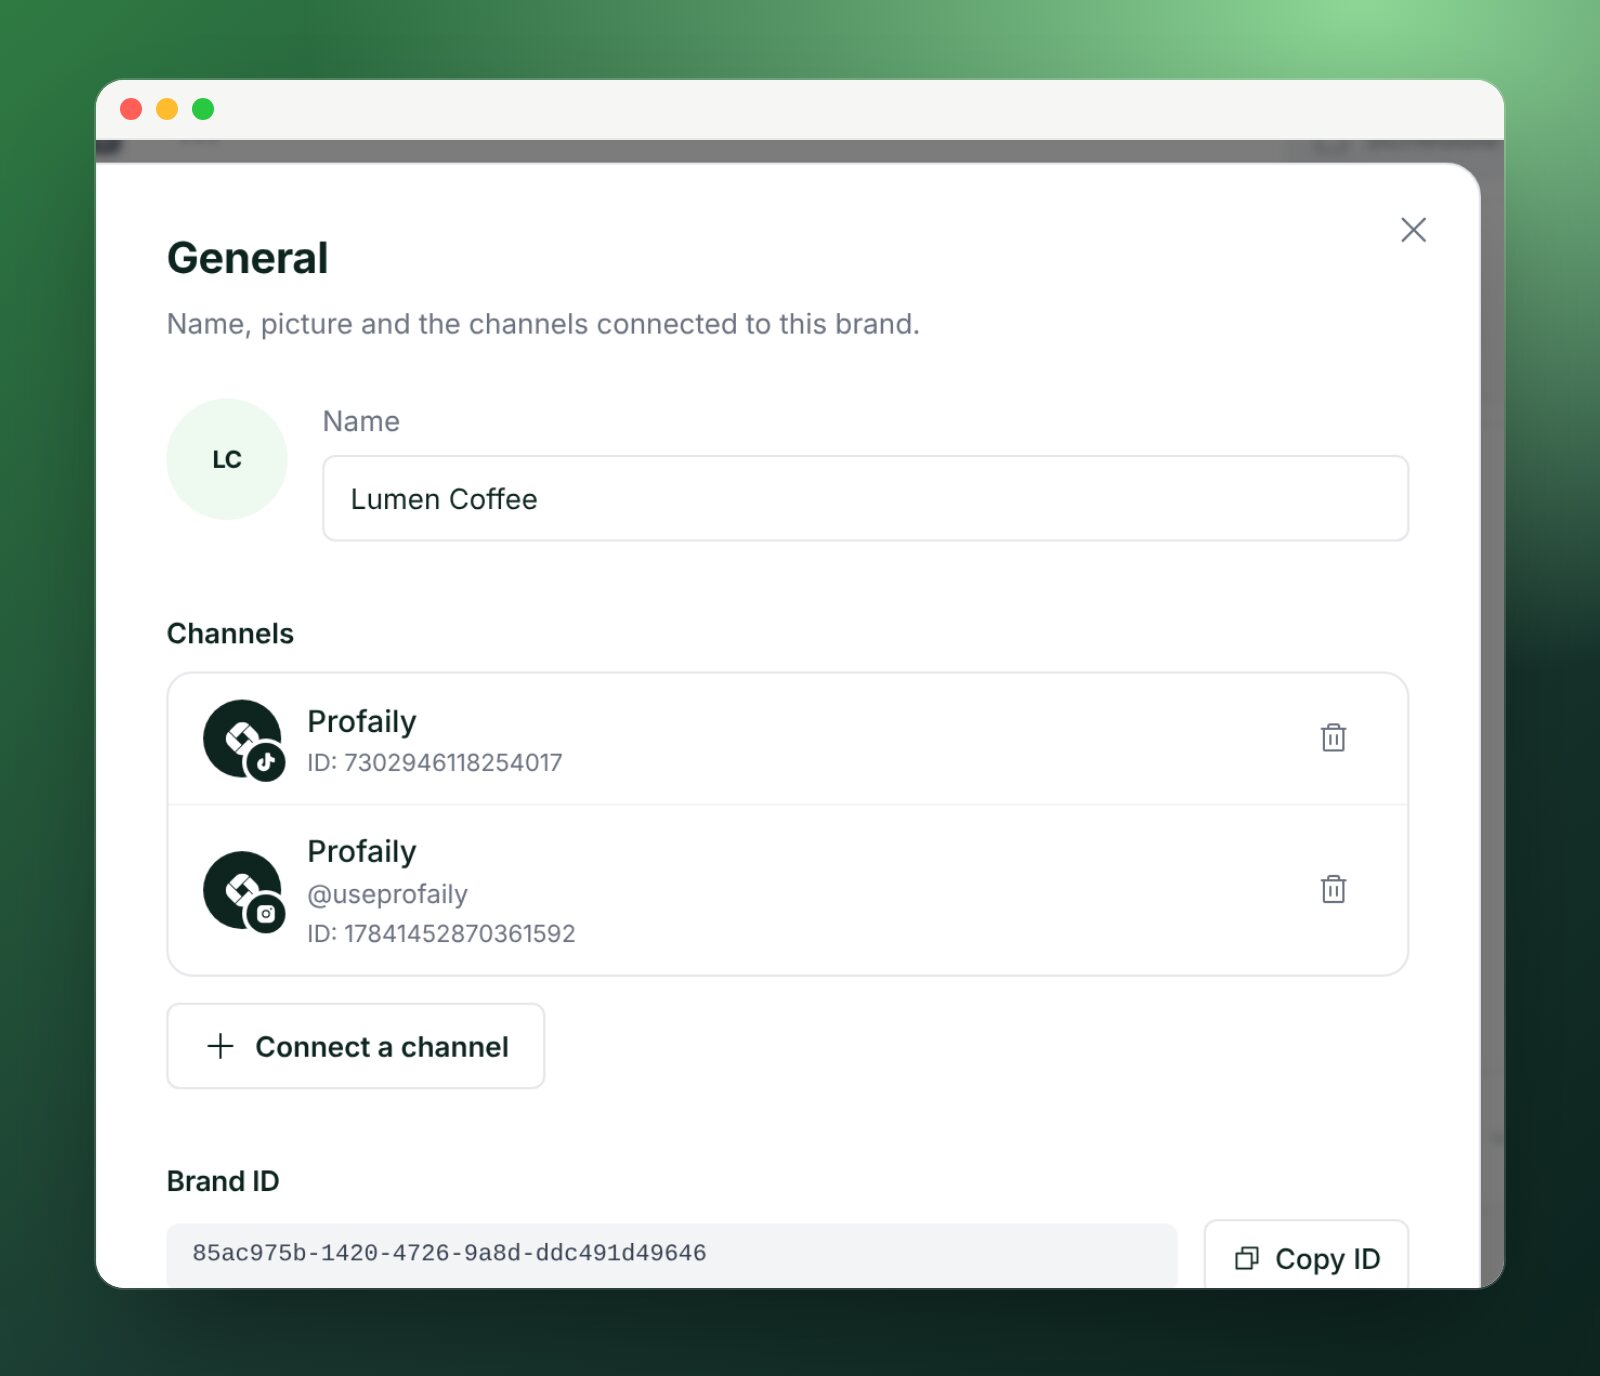 General
Name, picture and the channels connected to this brand.
LC
Name
Lumen Coffee
Channels
Profaily
ID: 7302946118254017
Profaily
@useprofaily
ID: 17841452870361592
Connect a channel
Brand ID
85ac975b-1420-4726-9a8d-ddc491d49646
Copy ID